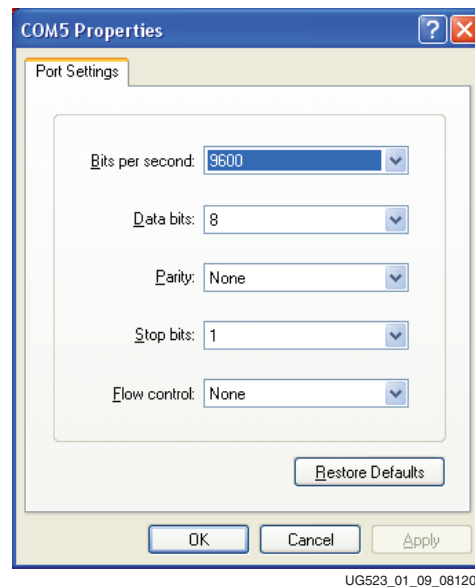 COM5 Properties
Port Settings
Bits per second: 9600
Data bits: 8
Parity: None
Stop bits: 1
Flow control: None
Restore Defaults
OK Cancel Apply
UG523_01_09_08120